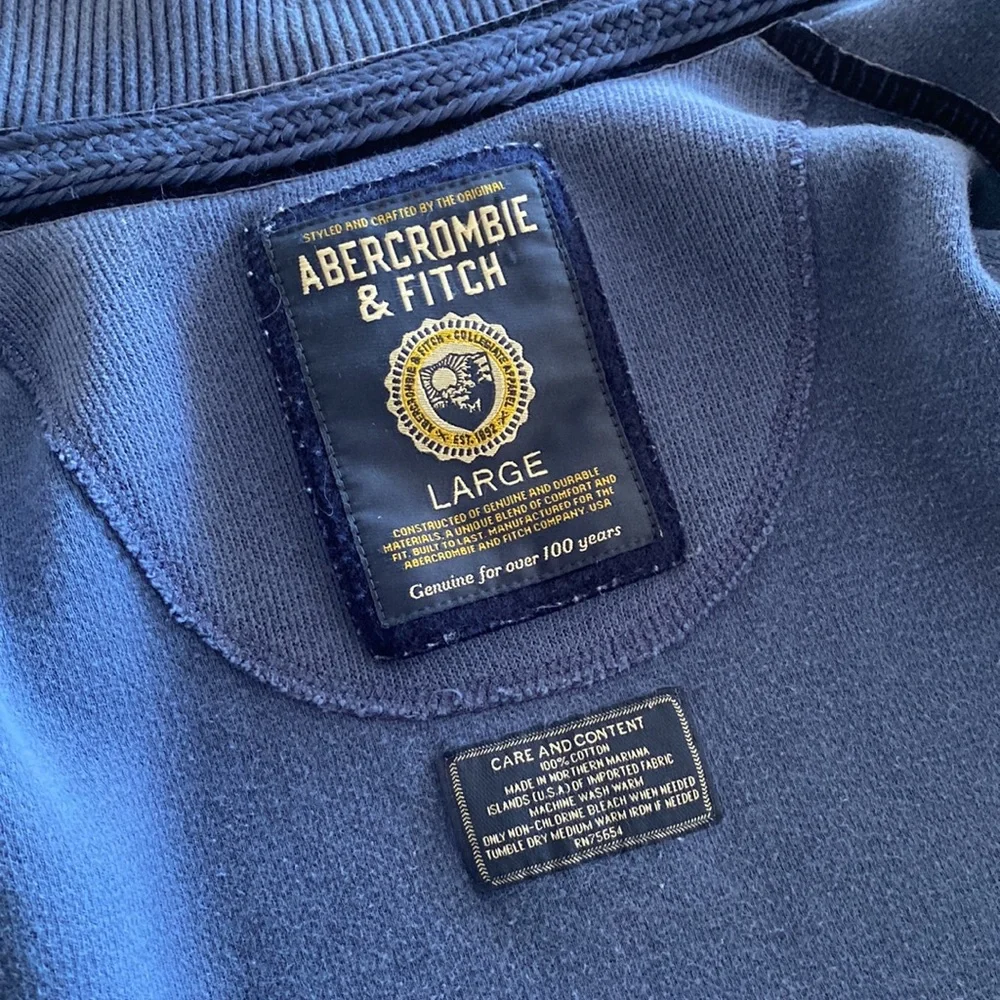 STYLED AND CRAFTED BY THE ORIGINAL
ABERCROMBIE
& FITCH
ABERCROMBIE & FITCH - COLLEGIATE APPAREL
EST. 1892
LARGE
CONSTRUCTED OF GENUINE AND DURABLE
MATERIALS. A UNIQUE BLEND OF COMFORT AND
FIT. BUILT TO LAST. MANUFACTURED FOR THE
ABERCROMBIE AND FITCH COMPANY. USA
Genuine for over 100 years
CARE AND CONTENT
100% COTTON
MADE IN NORTHERN MARIANA
ISLANDS (U.S.A) OF IMPORTED FABRIC
MACHINE WASH WARM
ONLY NON-CHLORINE BLEACH WHEN NEEDED
TUMBLE DRY MEDIUM WARM IRON IF NEEDED
RN75654